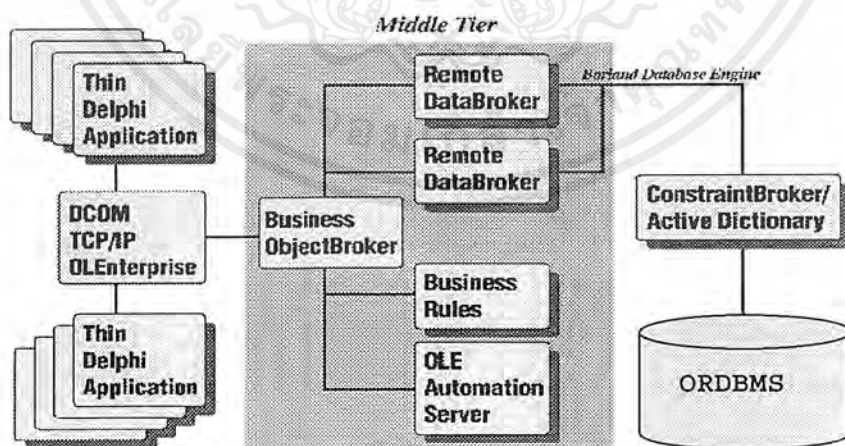 Middle Tier
Thin
Delphi
Application
Remote
DataBroker
Borland Database Engine
Remote
DataBroker
DCOM
TCP/IP
OLEnterprise
Business
ObjectBroker
ConstraintBroker/
Active Dictionary
Business
Rules
Thin
Delphi
Application
OLE
Automation
Server
ORDBMS